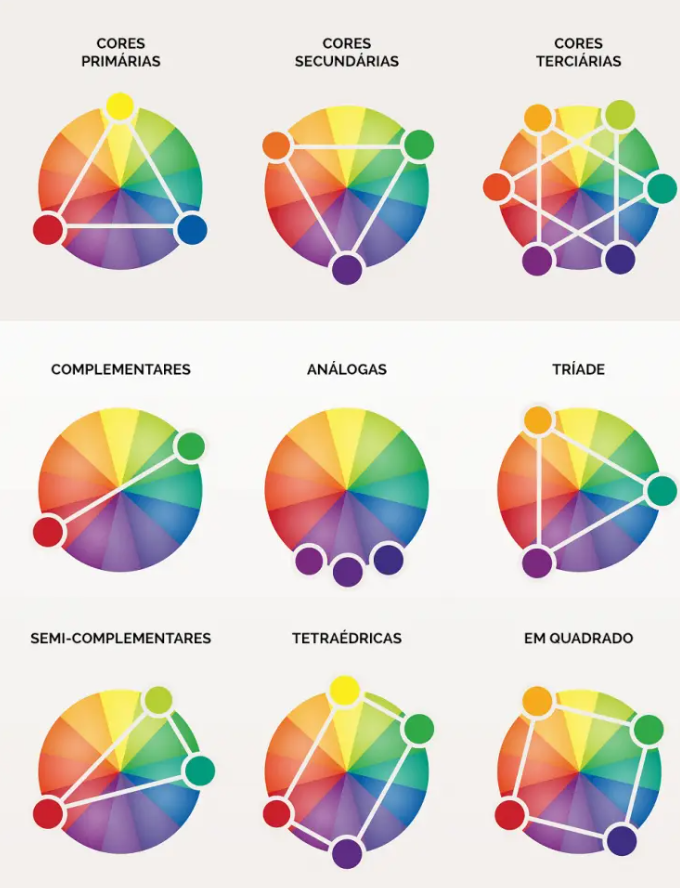 CORES
PRIMÁRIAS
CORES
SECUNDÁRIAS
CORES
TERCIÁRIAS
COMPLEMENTARES
ANÁLOGAS
TRÍADE
SEMI-COMPLEMENTARES
TETRAÉDRICAS
EM QUADRADO